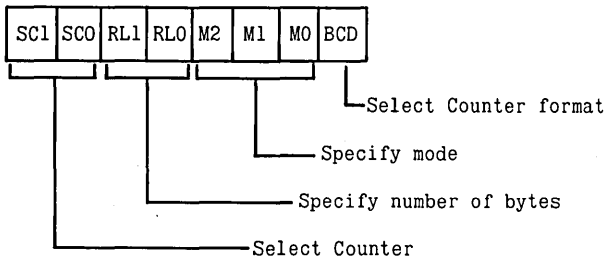 SC1 SC0 RL1 RL0 M2 M1 M0 BCD
Select Counter format
Specify mode
Specify number of bytes
Select Counter